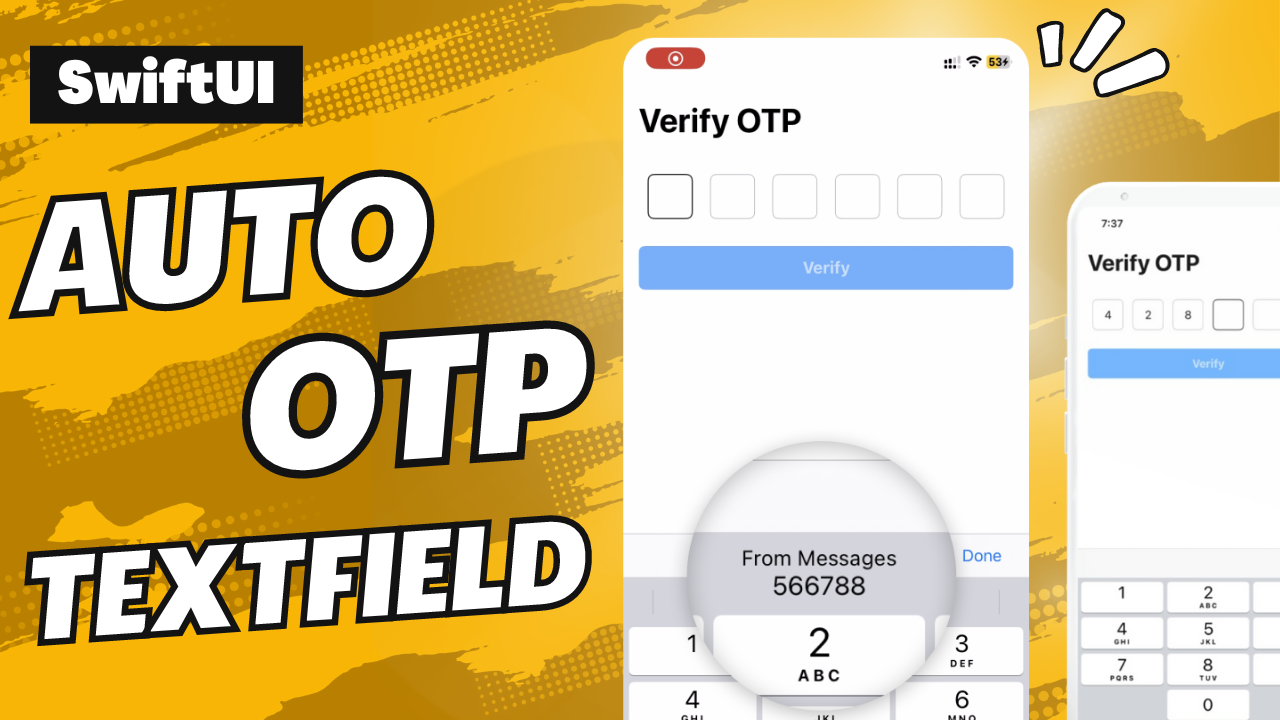 SwiftUI
AUTO
OTP
TEXTFIELD
53
Verify OTP
Verify
From Messages
566788
Done
1
2
ABC
3
DEF
4
GHI
JKL
6
MNO
7:37
Verify OTP
4 2 8
Verify
1
2
ABC
4
GHI
5
JKL
7
PQRS
8
TUV
0